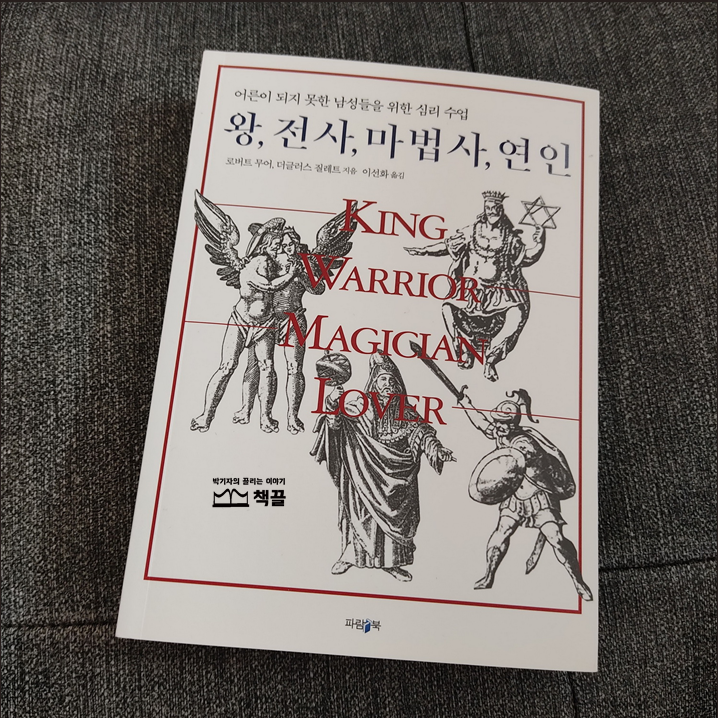 어른이 되지 못한 남성들을 위한 심리 수업
왕, 전사, 마법사, 연인
로버트 무어, 더글러스 질레트 지음 이선화 옮김
KING
WARRIOR
MAGICIAN
LOVER
박기자의 끌리는 이야기
책끌
파람북